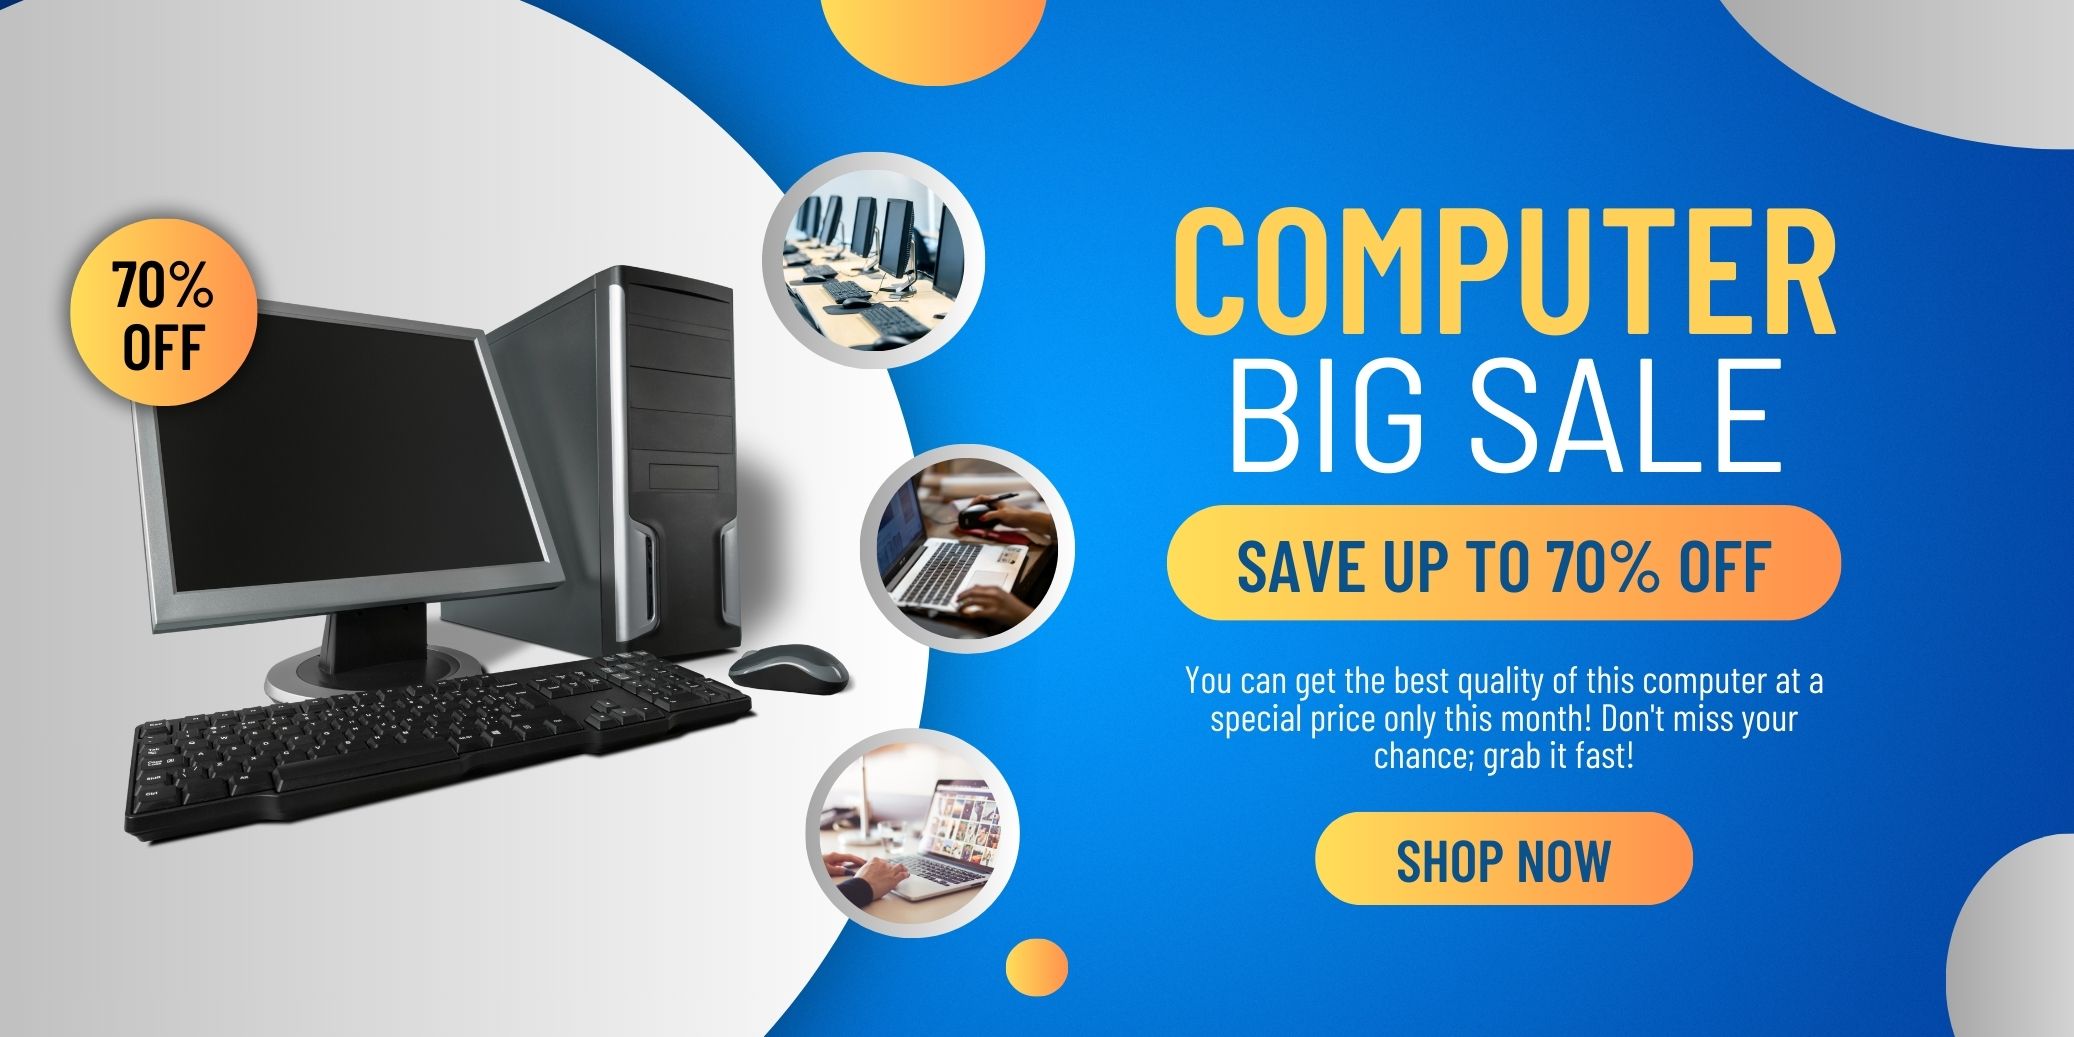 70%
OFF
COMPUTER
BIG SALE
SAVE UP TO 70% OFF
You can get the best quality of this computer at a
special price only this month! Don't miss your
chance; grab it fast!
SHOP NOW